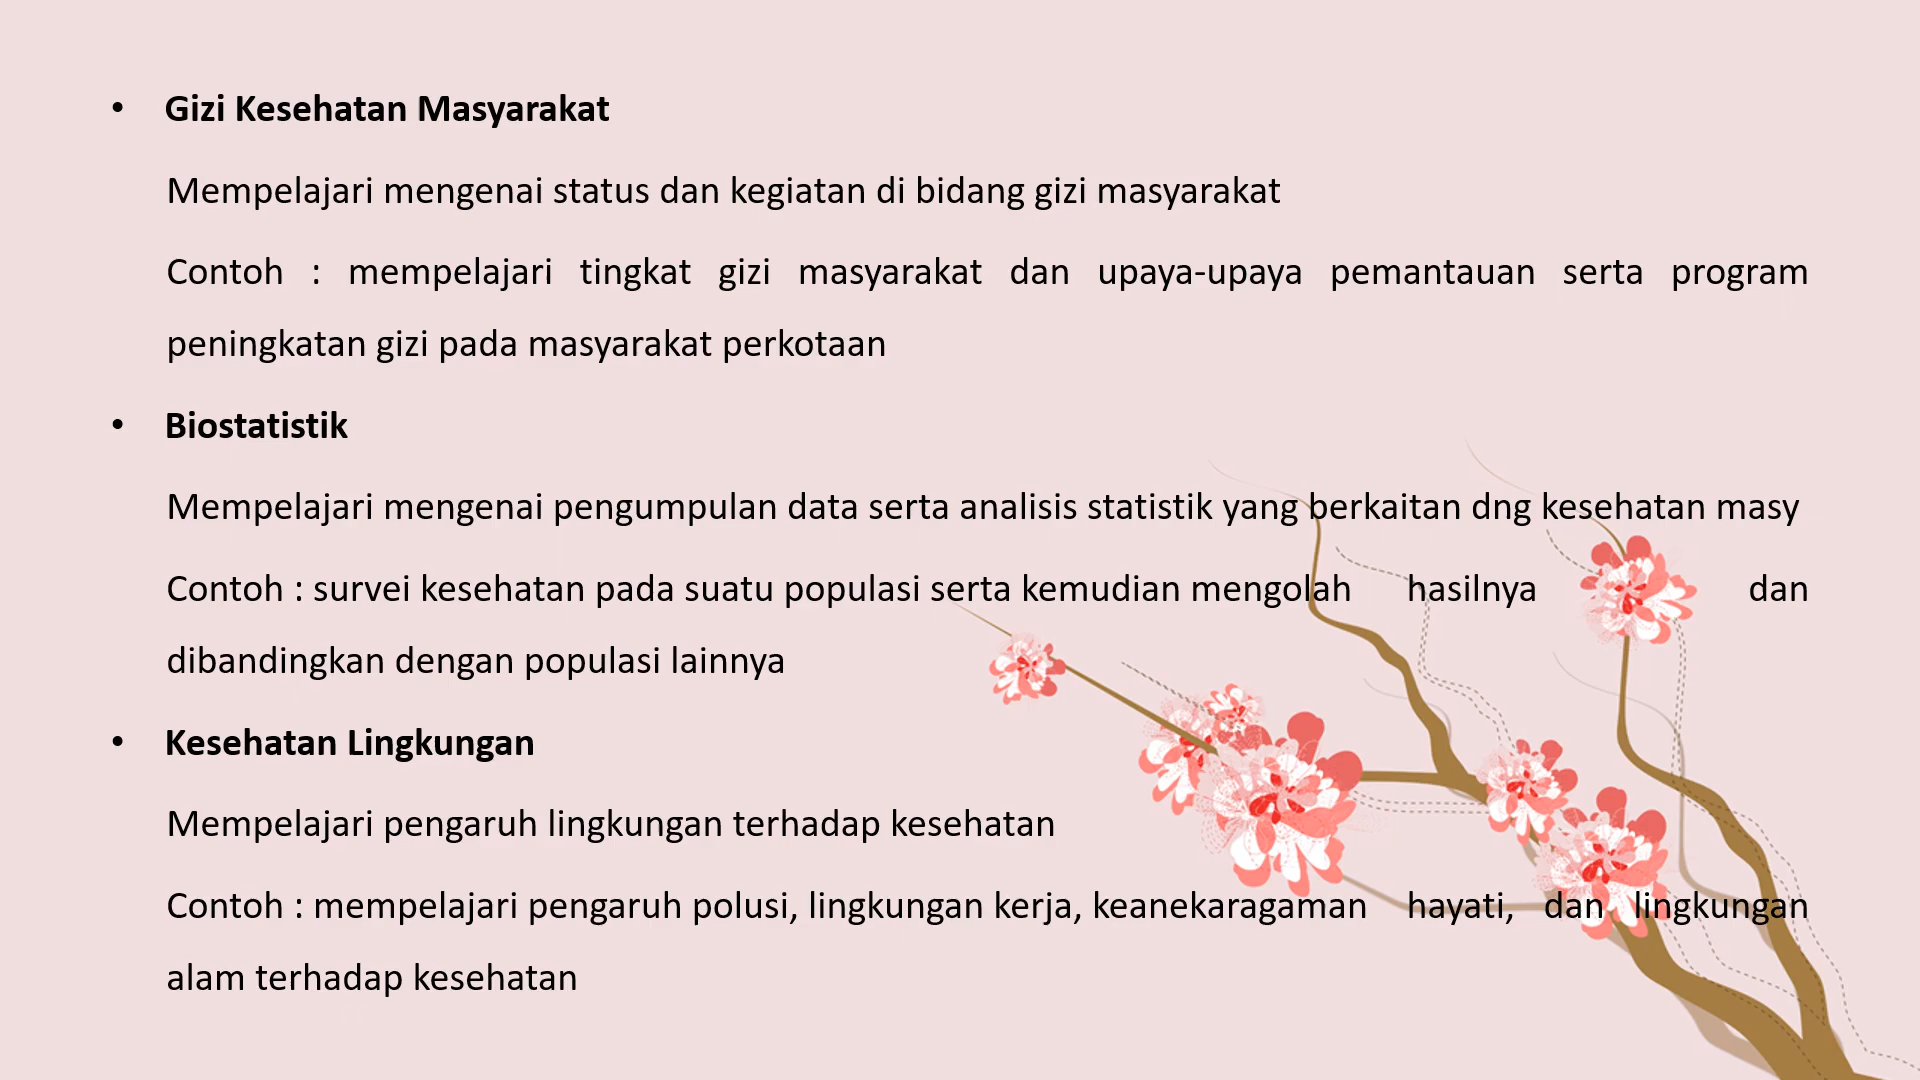 • Gizi Kesehatan Masyarakat
Mempelajari mengenai status dan kegiatan di bidang gizi masyarakat
Contoh : mempelajari tingkat gizi masyarakat dan upaya-upaya pemantauan serta program
peningkatan gizi pada masyarakat perkotaan
• Biostatistik
Mempelajari mengenai pengumpulan data serta analisis statistik yang berkaitan dng kesehatan masy
Contoh : survei kesehatan pada suatu populasi serta kemudian mengolah hasilnya dan
dibandingkan dengan populasi lainnya
• Kesehatan Lingkungan
Mempelajari pengaruh lingkungan terhadap kesehatan
Contoh : mempelajari pengaruh polusi, lingkungan kerja, keanekaragaman hayati, dan lingkungan
alam terhadap kesehatan